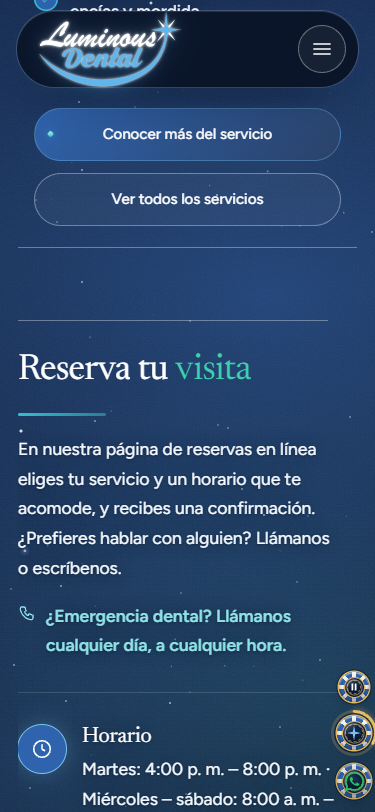 encías y mordida
Luminous
Dental
Conocer más del servicio
Ver todos los servicios
Reserva tu visita
En nuestra página de reservas en línea
eliges tu servicio y un horario que te
acomode, y recibes una confirmación.
¿Prefieres hablar con alguien? Llámanos
o escríbenos.
¿Emergencia dental? Llámanos
cualquier día, a cualquier hora.
Horario
Martes: 4:00 p. m. – 8:00 p. m. ·
Miércoles – sábado: 8:00 a. m. –